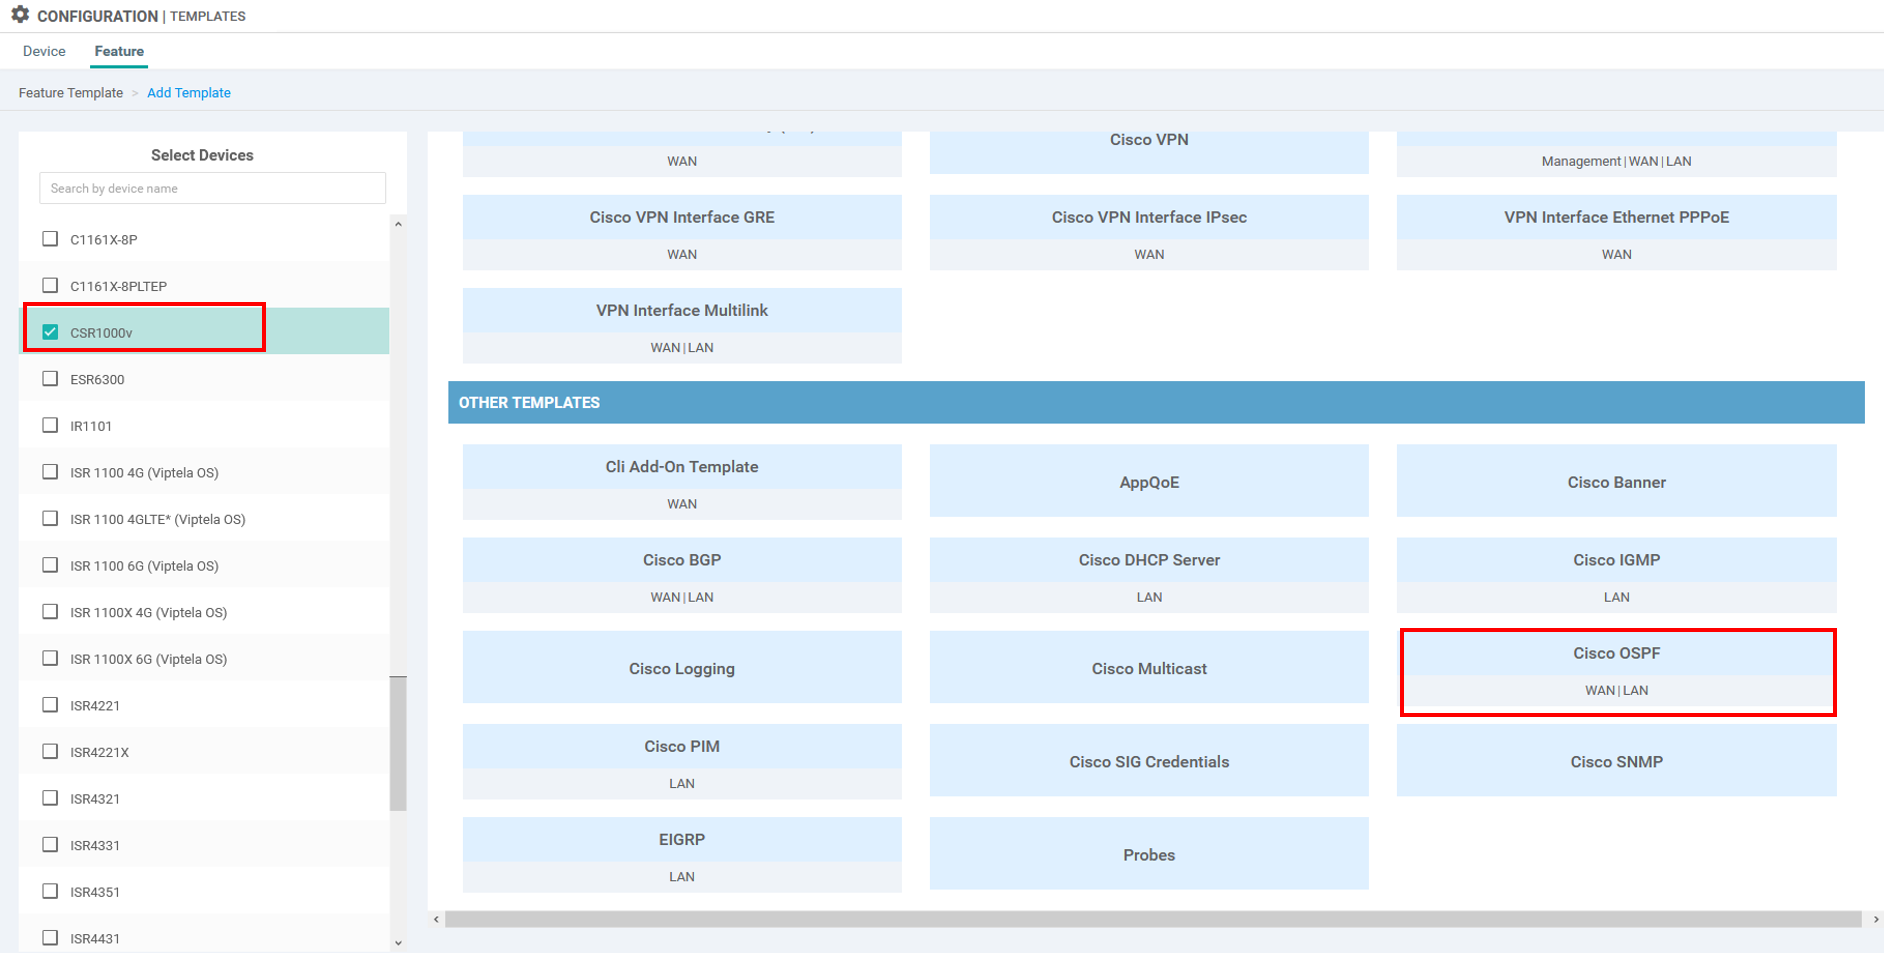 CONFIGURATION | TEMPLATES
Device
Feature
Feature Template > Add Template
Select Devices
Search by device name
C1161X-8P
C1161X-8PLTEP
CSR1000v
ESR6300
IR1101
ISR 1100 4G (Viptela OS)
ISR 1100 4GLTE* (Viptela OS)
ISR 1100 6G (Viptela OS)
ISR 1100X 4G (Viptela OS)
ISR 1100X 6G (Viptela OS)
ISR4221
ISR4221X
ISR4321
ISR4331
ISR4351
ISR4431
WAN
Cisco VPN
Management | WAN | LAN
Cisco VPN Interface GRE
WAN
Cisco VPN Interface IPsec
WAN
VPN Interface Ethernet PPPoE
WAN
VPN Interface Multilink
WAN | LAN
OTHER TEMPLATES
Cli Add-On Template
WAN
AppQoE
Cisco Banner
Cisco BGP
WAN | LAN
Cisco DHCP Server
LAN
Cisco IGMP
LAN
Cisco Logging
Cisco Multicast
Cisco OSPF
WAN | LAN
Cisco PIM
LAN
Cisco SIG Credentials
Cisco SNMP
EIGRP
LAN
Probes